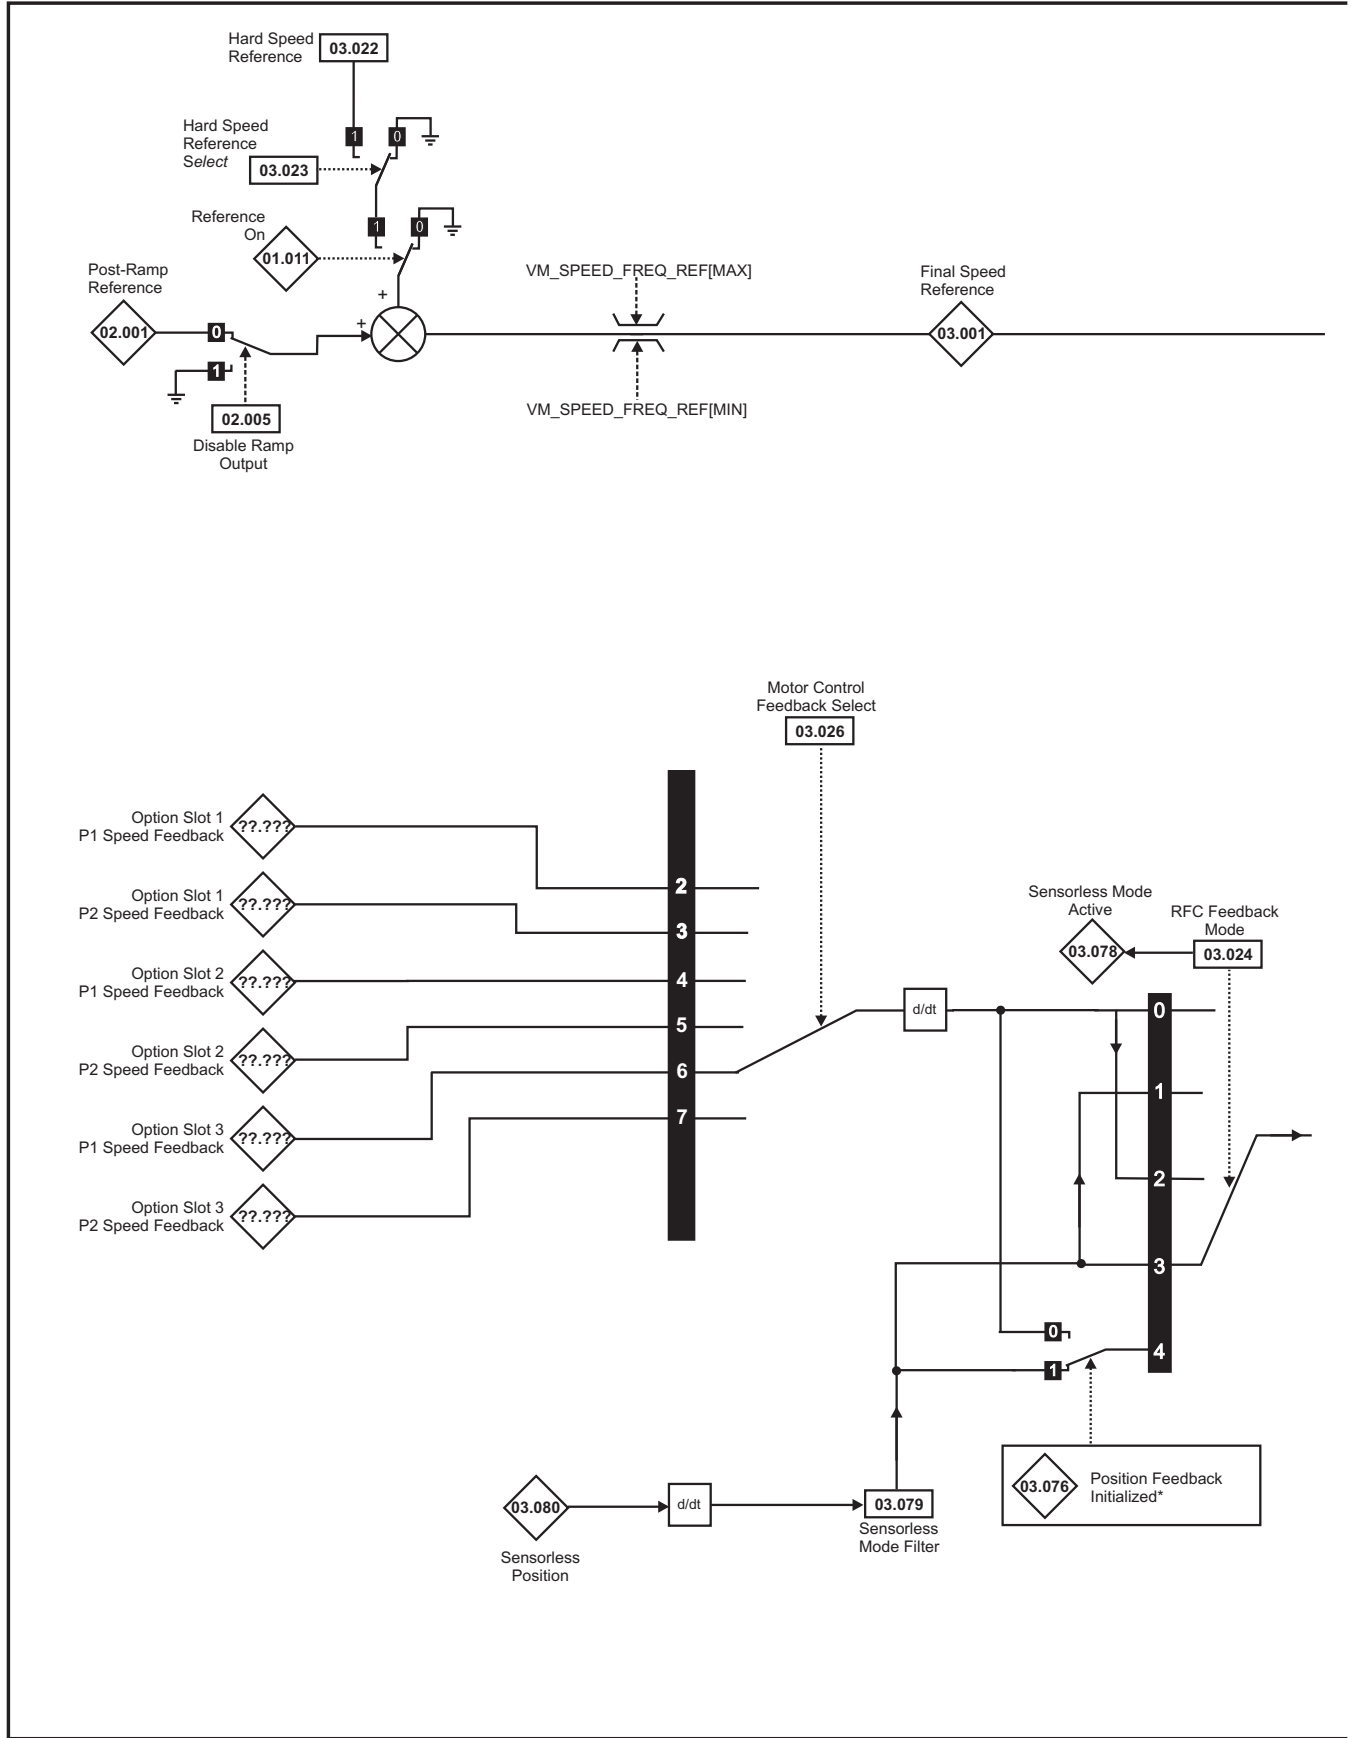 Hard Speed
Reference
03.022
1
0
Hard Speed
Reference
Select
03.023
1
0
Reference
On
01.011
Post-Ramp
Reference
02.001
0
1
02.005
Disable Ramp
Output
+
+
VM_SPEED_FREQ_REF[MAX]
VM_SPEED_FREQ_REF[MIN]
Final Speed
Reference
03.001
Motor Control
Feedback Select
03.026
Option Slot 1
P1 Speed Feedback
??.???
Option Slot 1
P2 Speed Feedback
??.???
Option Slot 2
P1 Speed Feedback
??.???
Option Slot 2
P2 Speed Feedback
??.???
Option Slot 3
P1 Speed Feedback
??.???
Option Slot 3
P2 Speed Feedback
??.???
2
3
4
5
6
7
d/dt
Sensorless Mode
Active
03.078
RFC Feedback
Mode
03.024
0
1
2
3
4
0
1
03.076
Position Feedback
Initialized*
03.080
Sensorless
Position
d/dt
03.079
Sensorless
Mode Filter